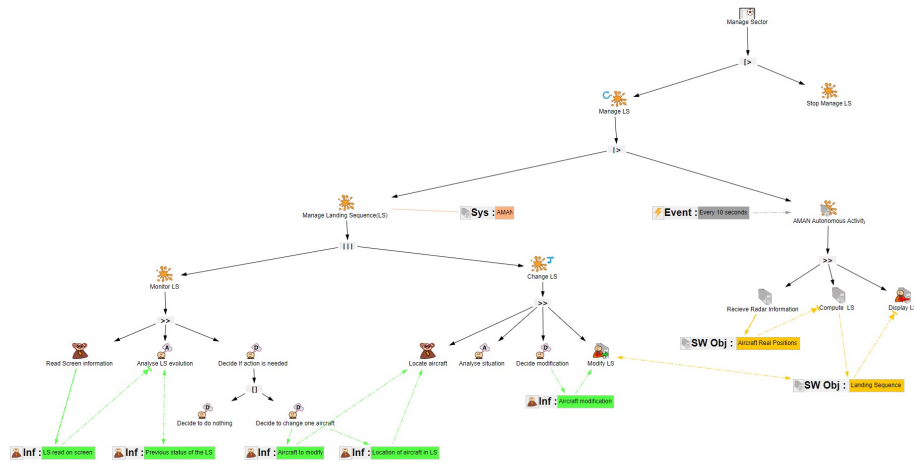 Manage Sector
[>
Manage LS
Stop Manage LS
|>
Manage Landing Sequence(LS)
Sys : AMAN
Event : Every 10 seconds
AMAN Autonomous Activity
|||
>>
Monitor LS
Change LS
>>
>>
Recieve Radar Information
Compute LS
Display LS
SW Obj : Aircraft Real Positions
Read Screen information
A
Analyse LS evolution
D
Decide If action is needed
Locate aircraft
A
Analyse situation
D
Decide modification
Modify LS
SW Obj : Landing Sequence
[]
Inf : Aircraft modification
D
Decide to do nothing
D
Decide to change one aircraft
Inf : LS read on screen
Inf : Previous status of the LS
Inf : Aircraft to modify
Inf : Location of aircraft in LS